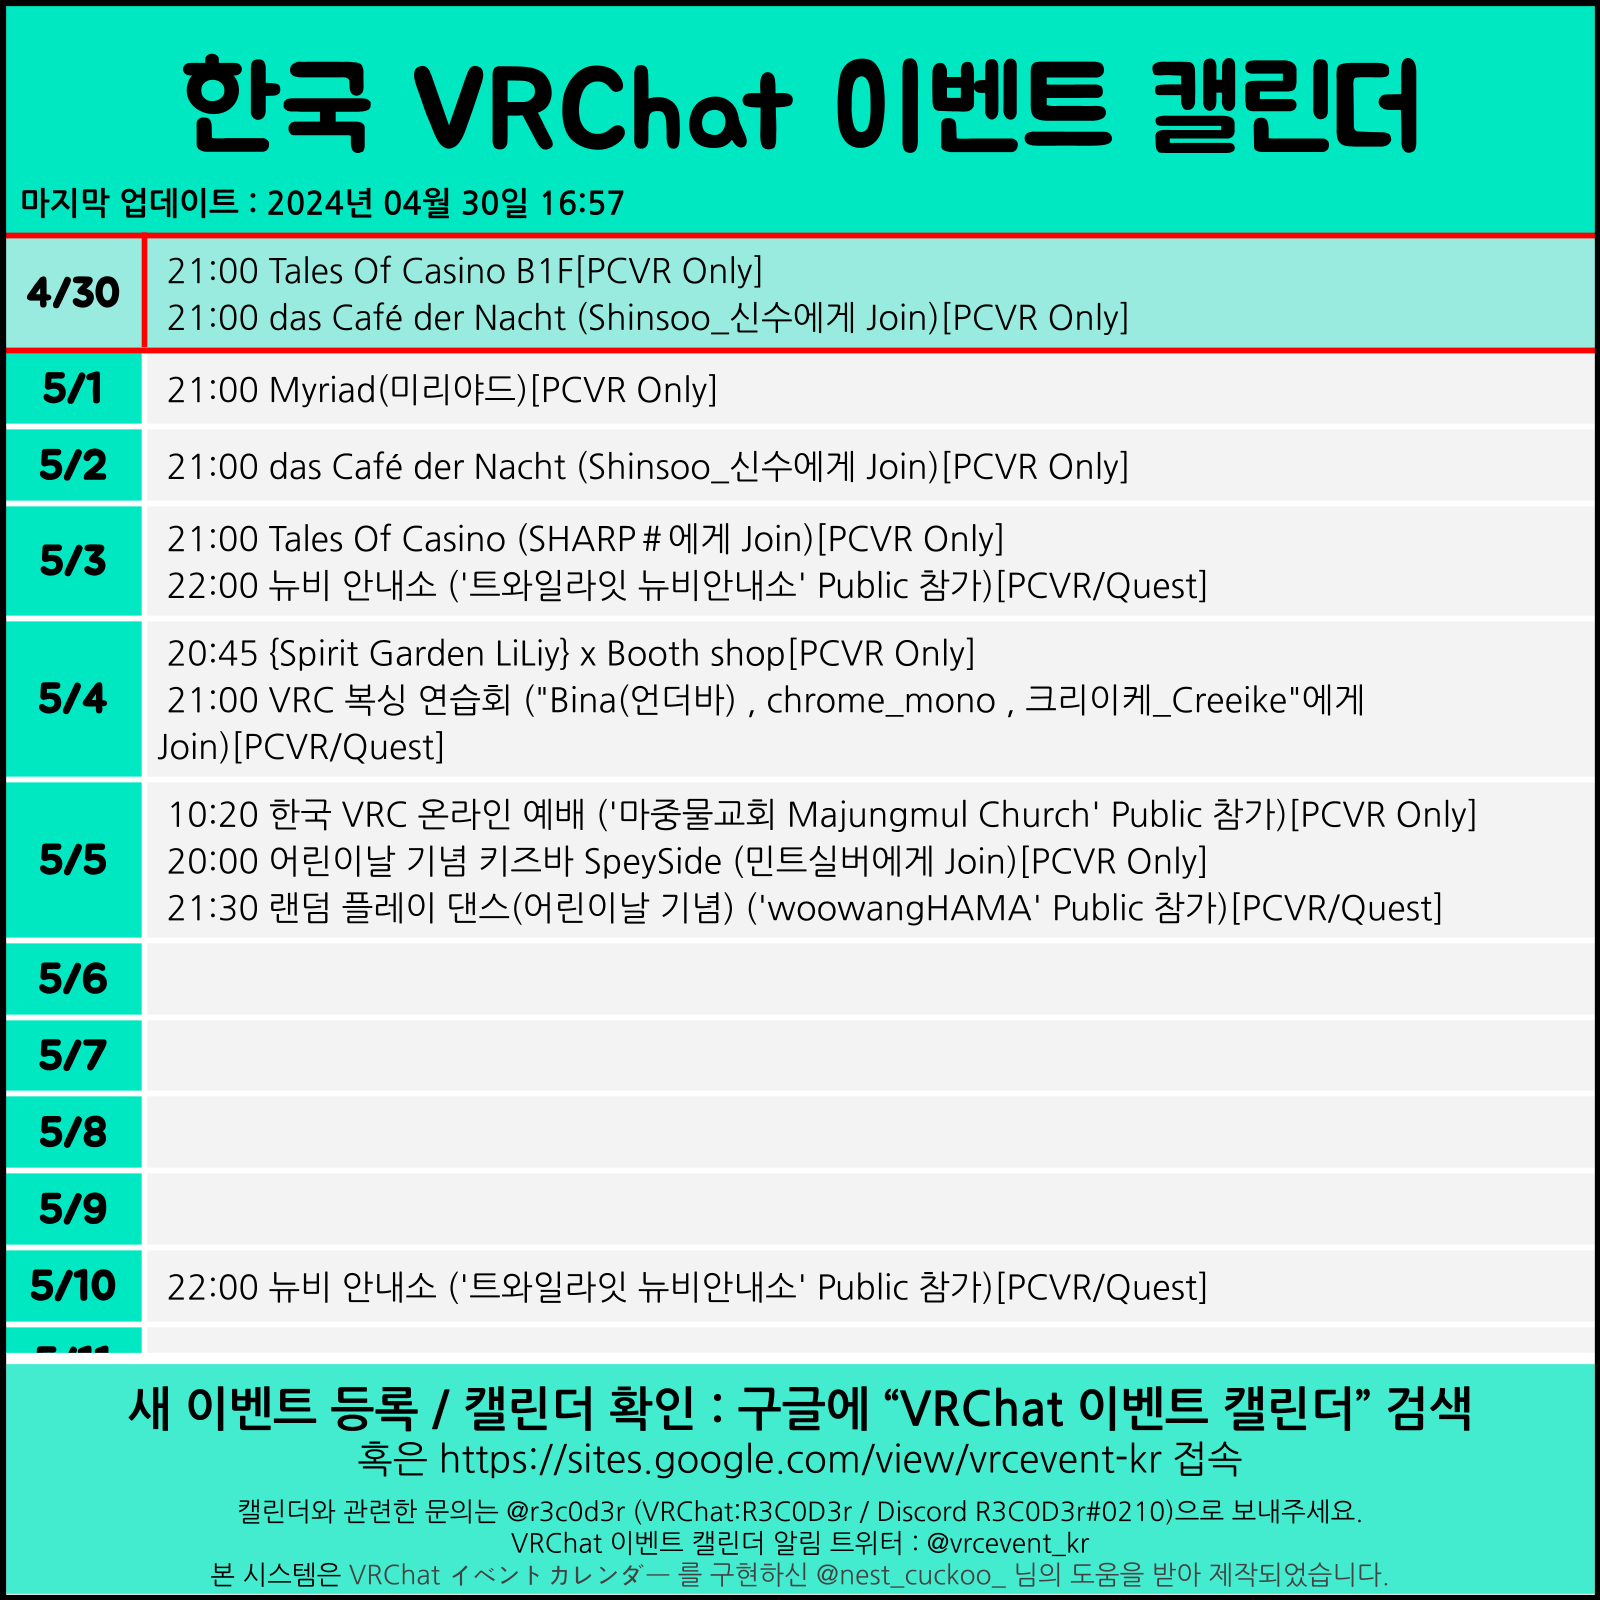 한국 VRChat 이벤트 캘린더
마지막 업데이트 : 2024년 04월 30일 16:57
4/30
21:00 Tales Of Casino B1F[PCVR Only]
21:00 das Café der Nacht (Shinsoo_신수에게 Join)[PCVR Only]
5/1
21:00 Myriad(미리야드)[PCVR Only]
5/2
21:00 das Café der Nacht (Shinsoo_신수에게 Join)[PCVR Only]
5/3
21:00 Tales Of Casino (SHARP＃에게 Join)[PCVR Only]
22:00 뉴비 안내소 ('트와일라잇 뉴비안내소' Public 참가)[PCVR/Quest]
5/4
20:45 {Spirit Garden LiLiy} x Booth shop[PCVR Only]
21:00 VRC 복싱 연습회 ("Bina(언더바) , chrome_mono , 크리이케_Creeike"에게
Join)[PCVR/Quest]
5/5
10:20 한국 VRC 온라인 예배 ('마중물교회 Majungmul Church' Public 참가)[PCVR Only]
20:00 어린이날 기념 키즈바 SpeySide (민트실버에게 Join)[PCVR Only]
21:30 랜덤 플레이 댄스(어린이날 기념) ('woowangHAMA' Public 참가)[PCVR/Quest]
5/6
5/7
5/8
5/9
5/10
22:00 뉴비 안내소 ('트와일라잇 뉴비안내소' Public 참가)[PCVR/Quest]
5/11
새 이벤트 등록 / 캘린더 확인 : 구글에 “VRChat 이벤트 캘린더” 검색
혹은 https://sites.google.com/view/vrcevent-kr 접속
캘린더와 관련한 문의는 @r3c0d3r (VRChat:R3C0D3r / Discord R3C0D3r#0210)으로 보내주세요.
VRChat 이벤트 캘린더 알림 트위터 : @vrcevent_kr
본 시스템은 VRChat イベントカレンダー 를 구현하신 @nest_cuckoo_ 님의 도움을 받아 제작되었습니다.